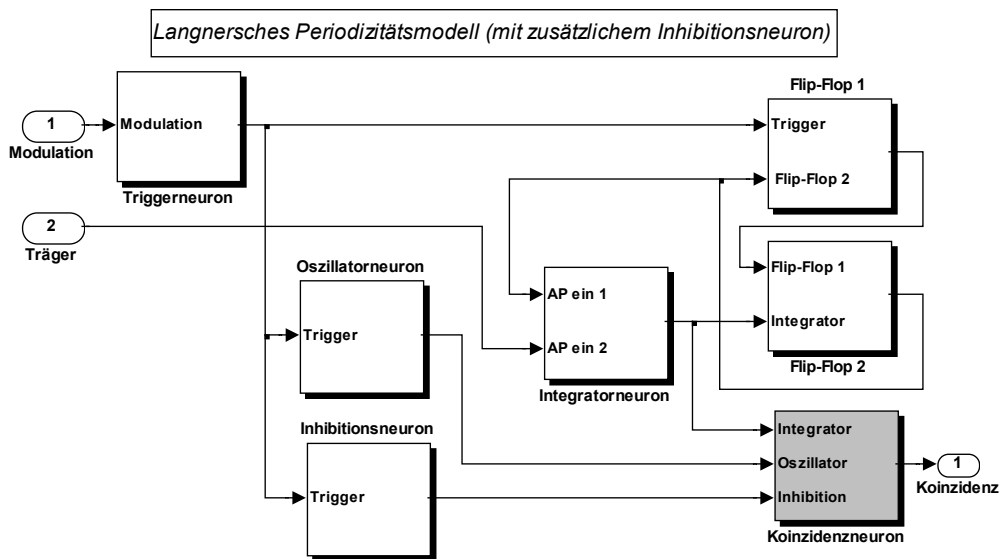 Langnersches Periodizitätsmodell (mit zusätzlichem Inhibitionsneuron)
1
Modulation
Modulation
Triggerneuron
Flip-Flop 1
Trigger
Flip-Flop 2
2
Träger
Oszillatorneuron
Trigger
AP ein 1
AP ein 2
Integratorneuron
Flip-Flop 1
Integrator
Flip-Flop 2
Inhibitionsneuron
Trigger
Integrator
Oszillator
Inhibition
Koinzidenzneuron
1
Koinzidenz